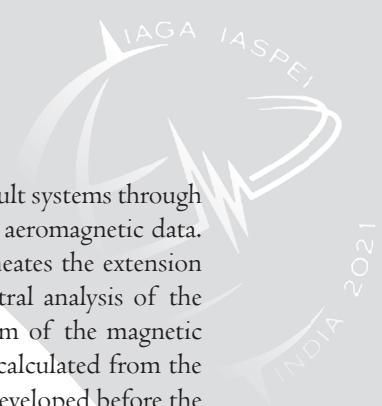 IAGA IASPEI
INDIA 2021
ult systems through
aeromagnetic data.
neates the extension
tral analysis of the
m of the magnetic
calculated from the
eveloped before the